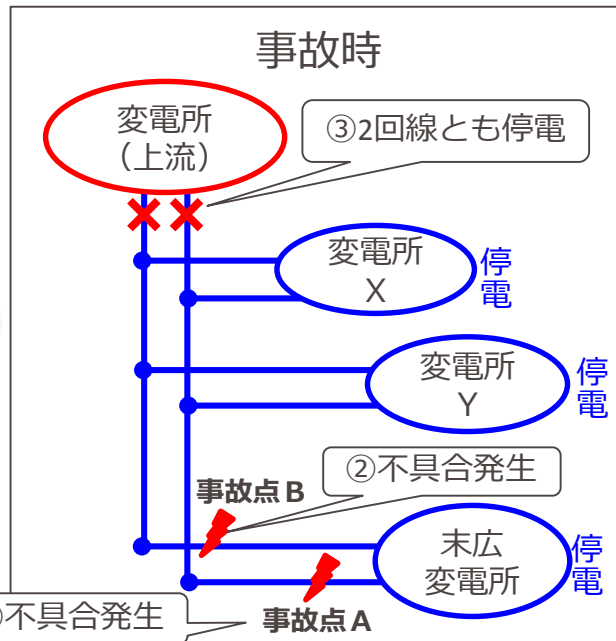 事故時
変電所
（上流）
③2回線とも停電
変電所
X
停電
変電所
Y
停電
②不具合発生
事故点B
末広
変電所
停電
不具合発生
事故点A